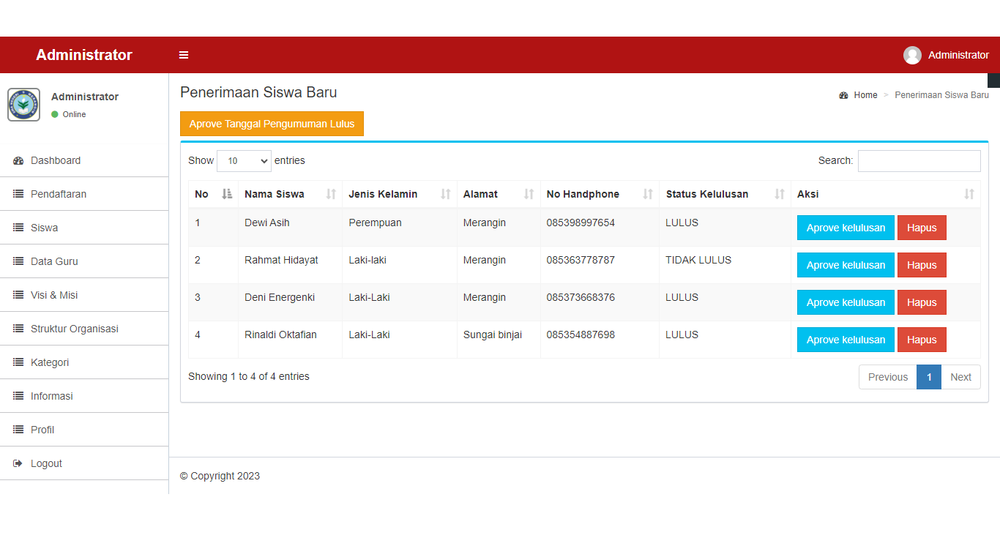 Administrator
Administrator
Administrator
Online
Penerimaan Siswa Baru
Home > Penerimaan Siswa Baru
Aprove Tanggal Pengumuman Lulus
Dashboard
Pendaftaran
Siswa
Data Guru
Visi & Misi
Struktur Organisasi
Kategori
Informasi
Profil
Logout
Show 10 entries
Search:
No Nama Siswa Jenis Kelamin Alamat No Handphone Status Kelulusan Aksi
1 Dewi Asih Perempuan Merangin 085398997654 LULUS Aprove kelulusan Hapus
2 Rahmat Hidayat Laki-laki Merangin 085363778787 TIDAK LULUS Aprove kelulusan Hapus
3 Deni Energenki Laki-Laki Merangin 085373668376 LULUS Aprove kelulusan Hapus
4 Rinaldi Oktafian Laki-Laki Sungai binjai 085354887698 LULUS Aprove kelulusan Hapus
Showing 1 to 4 of 4 entries
Previous 1 Next
© Copyright 2023